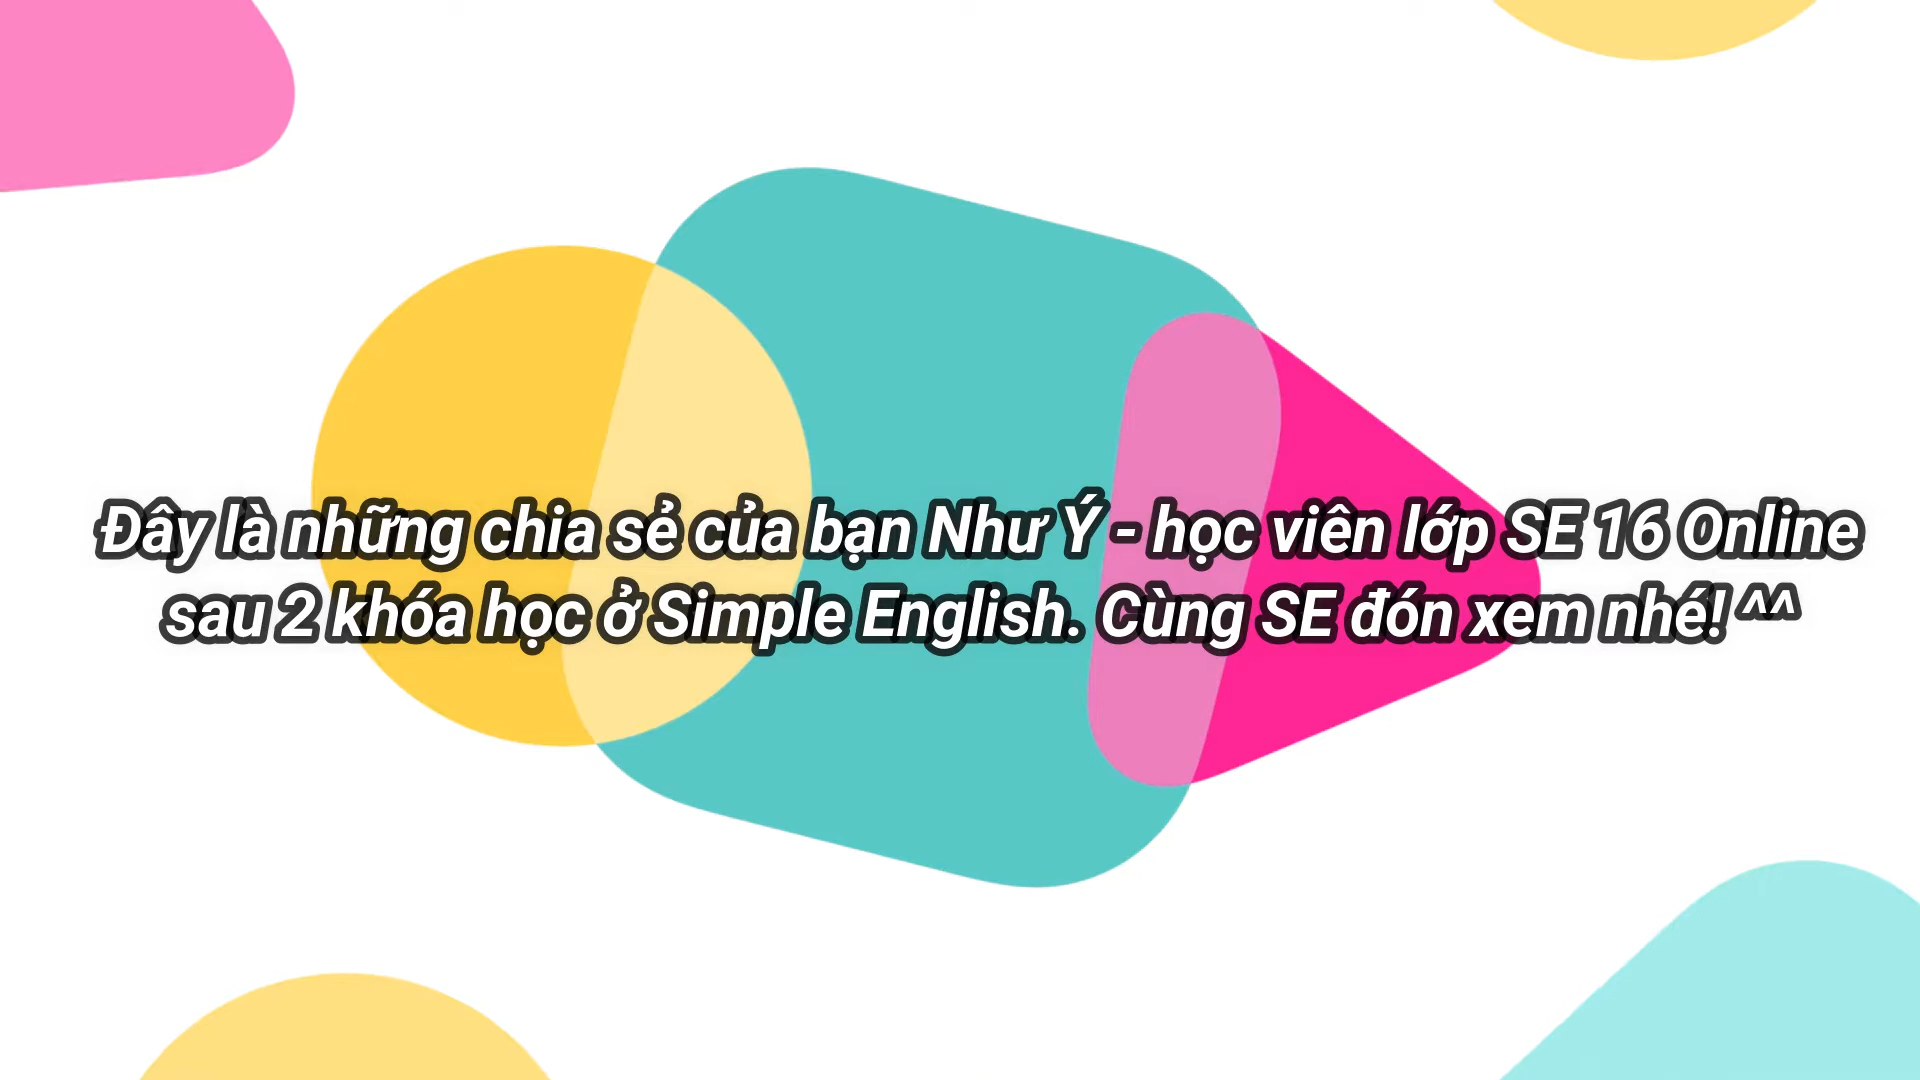 Đây là những chia sẻ của bạn Như Ý - học viên lớp SE 16 Online
sau 2 khóa học ở Simple English. Cùng SE đón xem nhé! ^^